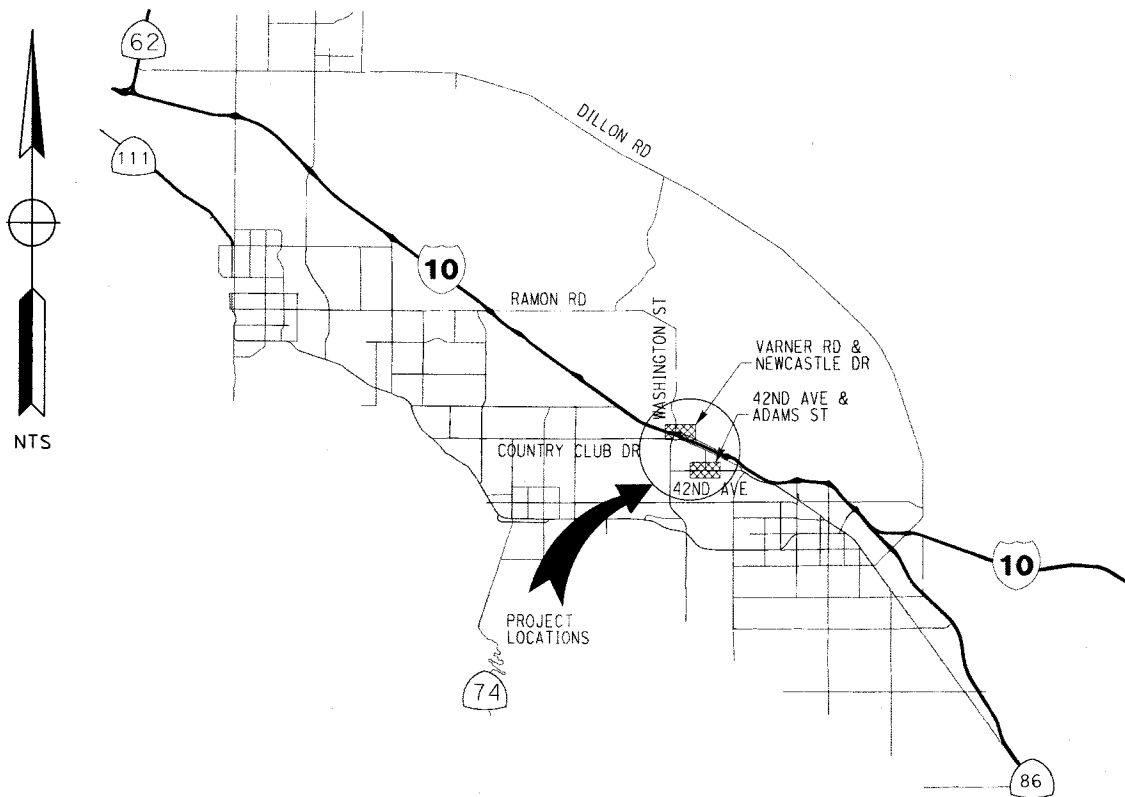 62
DILLON RD
111
10
RAMON RD
WASHINGTON ST
VARNER RD &
NEWCASTLE DR
42ND AVE &
ADAMS ST
NTS
COUNTRY CLUB DR
42ND AVE
10
PROJECT
LOCATIONS
74
86